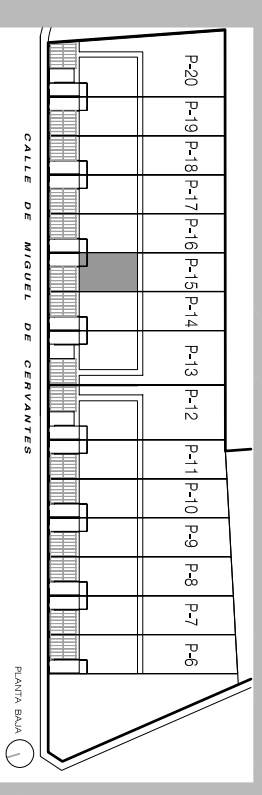 P-20
P-19
P-18
P-17
P-16
P-15
P-14
P-13
P-12
P-11
P-10
P-9
P-8
P-7
P-6
CALLE DE MIGUEL DE CERVANTES
PLANTA BAJA